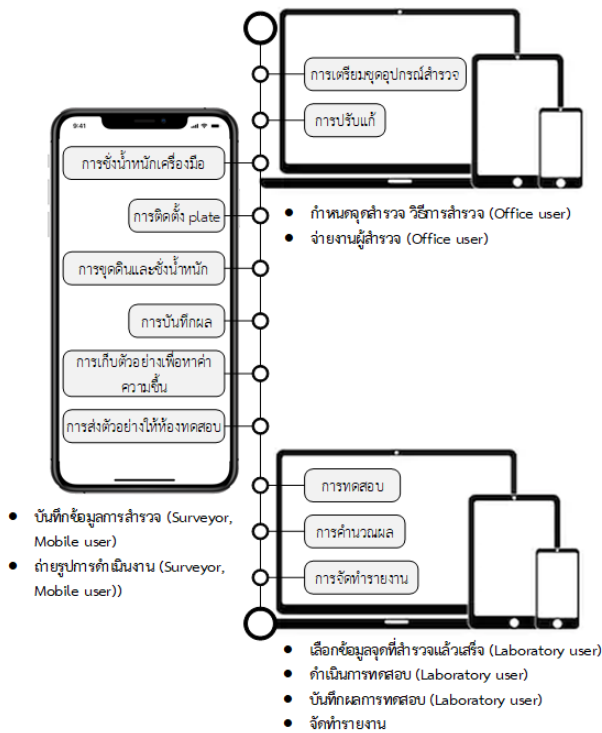 การเตรียมชุดอุปกรณ์สำรวจ
การปรับแก้
9:41
การชั่งน้ำหนักเครื่องมือ
การติดตั้ง plate
การขุดดินและชั่งน้ำหนัก
การบันทึกผล
การเก็บตัวอย่างเพื่อหาค่า
ความชื้น
การส่งตัวอย่างให้ห้องทดสอบ
● กำหนดจุดสำรวจ วิธีการสำรวจ (Office user)
● จ่ายงานผู้สำรวจ (Office user)
● บันทึกข้อมูลการสำรวจ (Surveyor,
Mobile user)
● ถ่ายรูปการดำเนินงาน (Surveyor,
Mobile user))
การทดสอบ
การคำนวณผล
การจัดทำรายงาน
● เลือกข้อมูลจุดที่สำรวจแล้วเสร็จ (Laboratory user)
● ดำเนินการทดสอบ (Laboratory user)
● บันทึกผลการทดสอบ (Laboratory user)
● จัดทำรายงาน